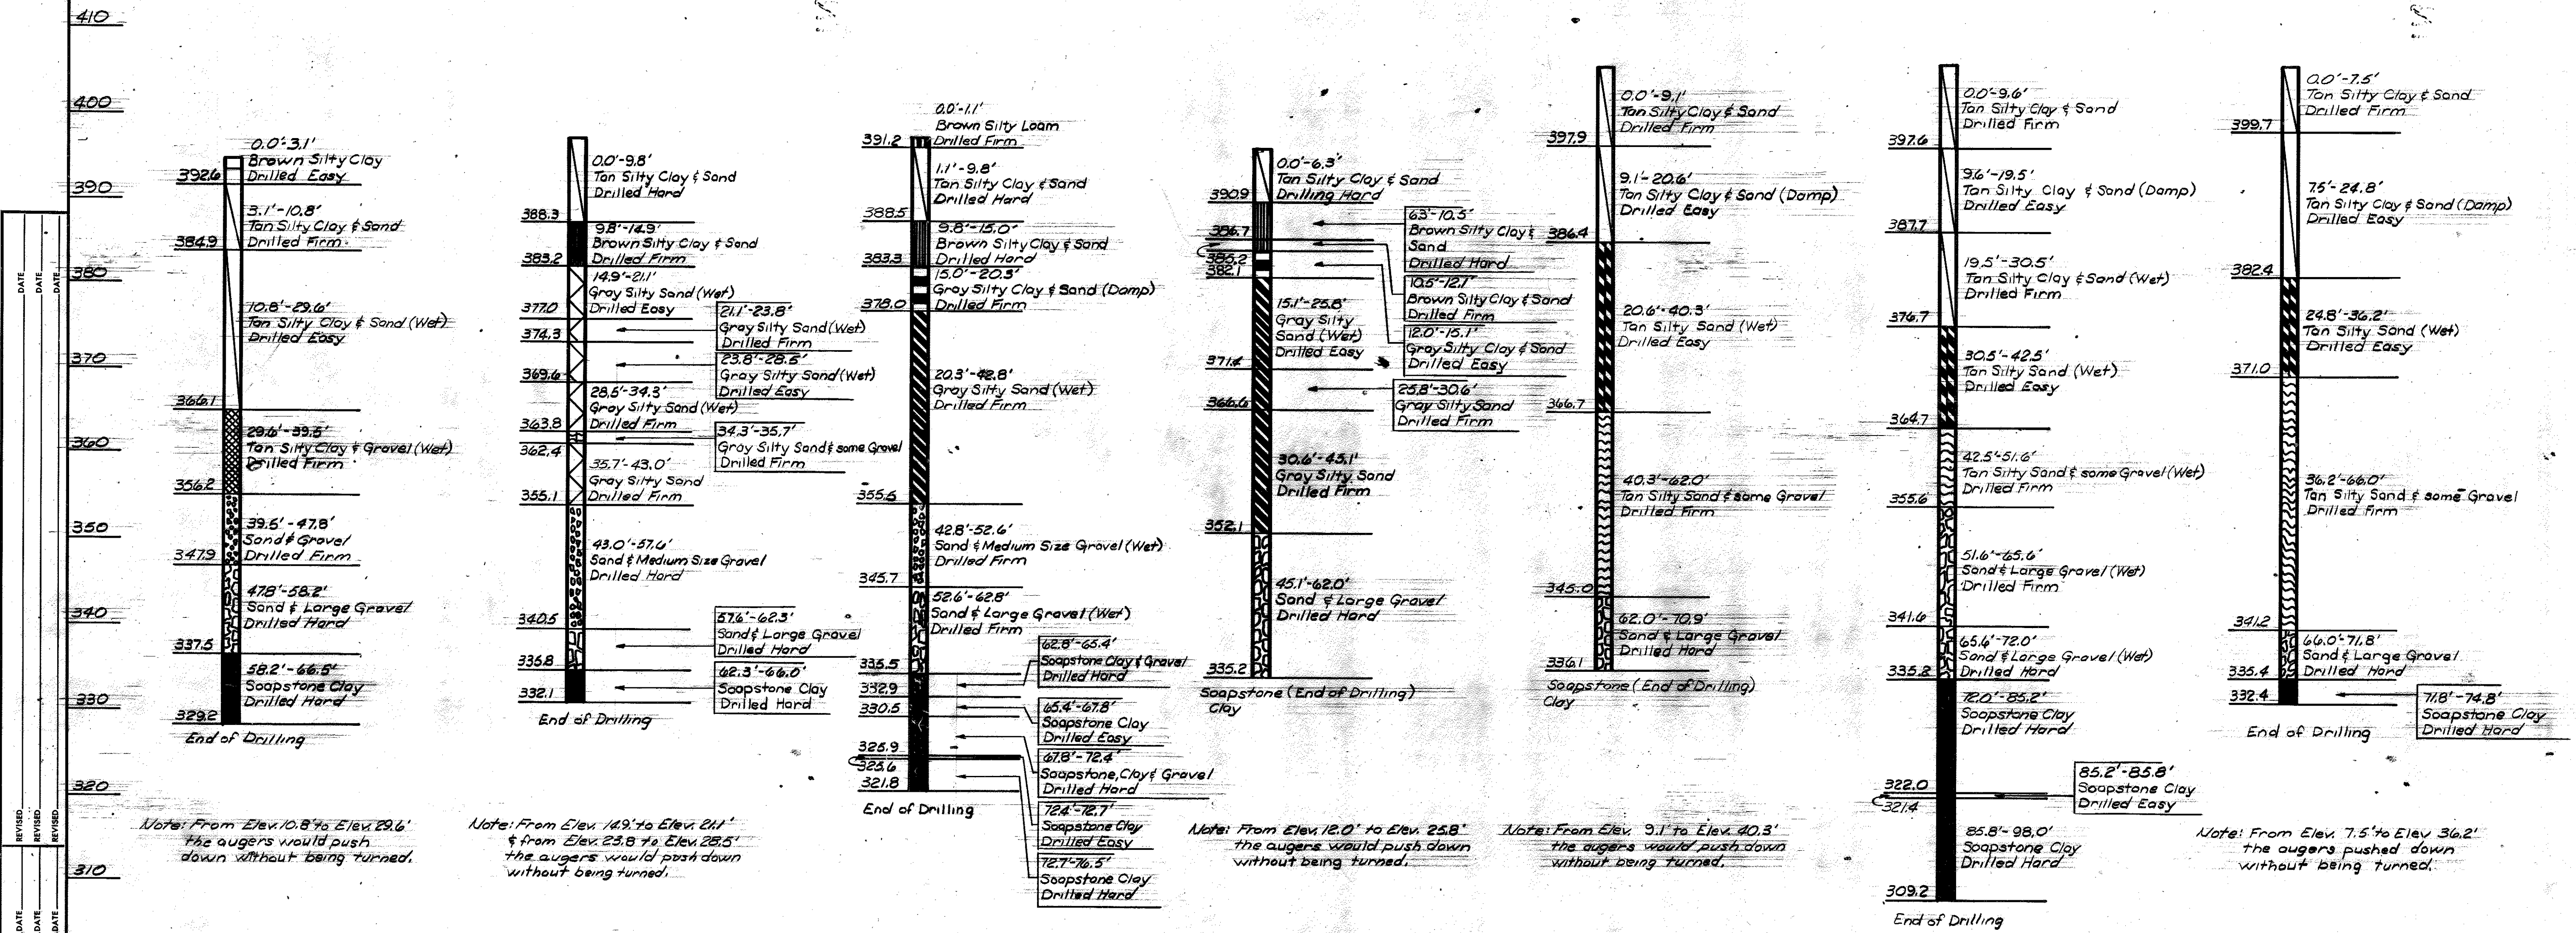 410
400
390
380
370
360
350
340
330
320
310
DATE
DATE
DATE
REVISED
REVISED
REVISED
DATE
DATE
DATE
0.0'-3.1'
Brown Silty Clay
Drilled Easy
392.6
3.1'-10.8'
Tan Silty Clay & Sand
Drilled Firm
384.9
10.8'-29.6'
Tan Silty Clay & Sand (Wet)
Drilled Easy
366.1
29.6'-39.5'
Tan Silty Clay & Gravel (Wet)
Drilled Firm
356.2
39.5'-47.8'
Sand & Gravel
Drilled Firm
347.9
47.8'-58.2'
Sand & Large Gravel
Drilled Hard
337.5
58.2'-66.5'
Soapstone Clay
Drilled Hard
329.2
End of Drilling
Note: From Elev. 10.8' to Elev. 29.6'
the augers would push
down without being turned.
0.0'-9.8'
Tan Silty Clay & Sand
Drilled Hard
388.3
9.8'-14.9'
Brown Silty Clay & Sand
Drilled Firm
383.2
14.9'-21.1'
Gray Silty Sand (Wet)
Drilled Easy
377.0
21.1'-23.8'
Gray Silty Sand (Wet)
Drilled Firm
374.3
23.8'-28.5'
Gray Silty Sand (Wet)
Drilled Easy
369.6
28.5'-34.3'
Gray Silty Sand (Wet)
Drilled Firm
363.8
34.3'-35.7'
Gray Silty Sand & some Gravel
Drilled Firm
362.4
35.7'-43.0'
Gray Silty Sand
Drilled Firm
355.1
43.0'-57.6'
Sand & Medium Size Gravel
Drilled Hard
340.5
57.6'-62.3'
Sand & Large Gravel
Drilled Hard
335.8
62.3'-66.0'
Soapstone Clay
Drilled Hard
332.1
End of Drilling
Note: From Elev. 14.9' to Elev. 21.1'
& from Elev. 23.8 to Elev. 28.5'
the augers would push down
without being turned.
0.0'-1.1'
Brown Silty Loam
Drilled Firm
391.2
1.1'-9.8'
Tan Silty Clay & Sand
Drilled Hard
388.5
9.8'-15.0'
Brown Silty Clay & Sand
Drilled Hard
383.3
15.0'-20.3'
Gray Silty Clay & Sand (Damp)
Drilled Firm
378.0
20.3'-42.8'
Gray Silty Sand (Wet)
Drilled Firm
355.5
42.8'-52.6'
Sand & Medium Size Gravel (Wet)
Drilled Firm
345.7
52.6'-62.8'
Sand & Large Gravel (Wet)
Drilled Firm
335.5
62.8'-65.4'
Soapstone Clay & Gravel
Drilled Hard
332.9
65.4'-67.8'
Soapstone Clay
Drilled Easy
330.5
67.8'-72.4'
Soapstone, Clay & Gravel
Drilled Hard
325.9
72.4'-72.7'
Soapstone Clay
Drilled Easy
325.6
72.7'-76.5'
Soapstone Clay
Drilled Hard
321.8
End of Drilling
0.0'-6.3'
Tan Silty Clay & Sand
Drilling Hard
390.9
6.3'-10.5'
Brown Silty Clay &
Sand
Drilled Hard
386.7
10.5'-12.1'
Brown Silty Clay & Sand
Drilled Firm
385.2
12.0'-15.1'
Gray Silty Clay & Sand
Drilled Easy
382.1
15.1'-25.8'
Gray Silty
Sand (Wet)
Drilled Easy
371.4
25.8'-30.6'
Gray Silty Sand
Drilled Firm
366.6
30.6'-45.1'
Gray Silty Sand
Drilled Firm
352.1
45.1'-62.0'
Sand & Large Gravel
Drilled Hard
335.2
Soapstone (End of Drilling)
Clay
Note: From Elev. 12.0' to Elev. 25.8'
the augers would push down
without being turned.
0.0'-9.1'
Tan Silty Clay & Sand
Drilled Firm
397.9
9.1'-20.6'
Tan Silty Clay & Sand (Damp)
Drilled Easy
386.4
20.6'-40.3'
Tan Silty Sand (Wet)
Drilled Easy
366.7
40.3'-62.0'
Tan Silty Sand & some Gravel
Drilled Firm
345.0
62.0'-70.9'
Sand & Large Gravel
Drilled Hard
336.1
Soapstone (End of Drilling)
Clay
Note: From Elev. 9.1' to Elev. 40.3'
the augers would push down
without being turned.
0.0'-9.6'
Tan Silty Clay & Sand
Drilled Firm
397.6
9.6'-19.5'
Tan Silty Clay & Sand (Damp)
Drilled Easy
387.7
19.5'-30.5'
Tan Silty Clay & Sand (Wet)
Drilled Firm
376.7
30.5'-42.5'
Tan Silty Sand (Wet)
Drilled Easy
364.7
42.5'-51.6'
Tan Silty Sand & some Gravel (Wet)
Drilled Firm
355.6
51.6'-65.6'
Sand & Large Gravel (Wet)
Drilled Firm
341.6
65.6'-72.0'
Sand & Large Gravel (Wet)
Drilled Hard
335.2
72.0'-85.2'
Soapstone Clay
Drilled Hard
322.0
85.2'-85.8'
Soapstone Clay
Drilled Easy
321.4
85.8'-98.0'
Soapstone Clay
Drilled Hard
309.2
End of Drilling
0.0'-7.5'
Tan Silty Clay & Sand
Drilled Firm
399.7
7.5'-24.8'
Tan Silty Clay & Sand (Damp)
Drilled Easy
382.4
24.8'-36.2'
Tan Silty Sand (Wet)
Drilled Easy
371.0
36.2'-66.0'
Tan Silty Sand & some Gravel
Drilled Firm
341.2
66.0'-71.8'
Sand & Large Gravel
Drilled Hard
335.4
71.8'-74.8'
Soapstone Clay
Drilled Hard
332.4
End of Drilling
Note: From Elev. 7.5' to Elev 36.2'
the augers pushed down
without being turned.